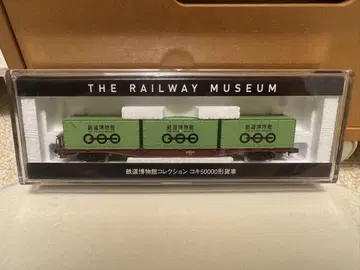 THE RAILWAY MUSEUM
鉄道博物館 鉄道博物館 鉄道博物館
鉄道博物館コレクション コキ50000形貨車